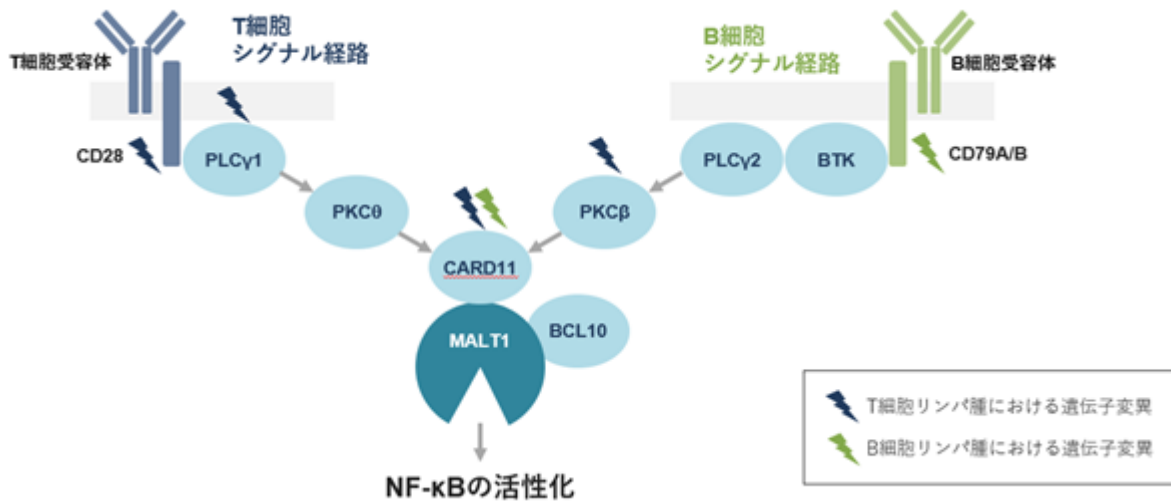 T細胞
シグナル経路
T細胞受容体
CD28
PLCγ1
PKCθ
B細胞
シグナル経路
B細胞受容体
CD79A/B
BTK
PLCγ2
PKCβ
CARD11
MALT1
BCL10
NF-κBの活性化
T細胞リンパ腫における遺伝子変異
B細胞リンパ腫における遺伝子変異